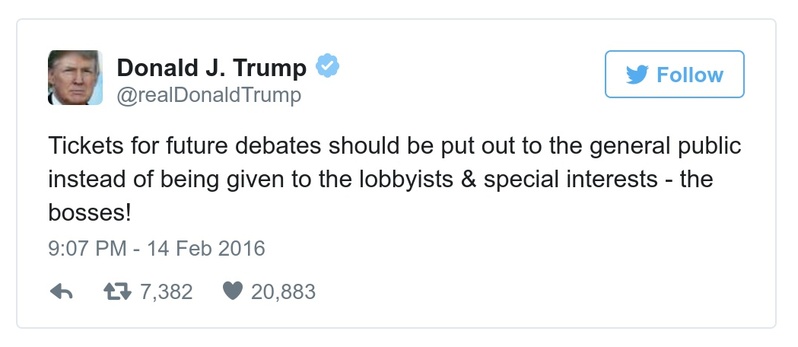 Donald J. Trump
@realDonaldTrump
Follow
Tickets for future debates should be put out to the general public
instead of being given to the lobbyists & special interests - the
bosses!
9:07 PM - 14 Feb 2016
7,382 20,883